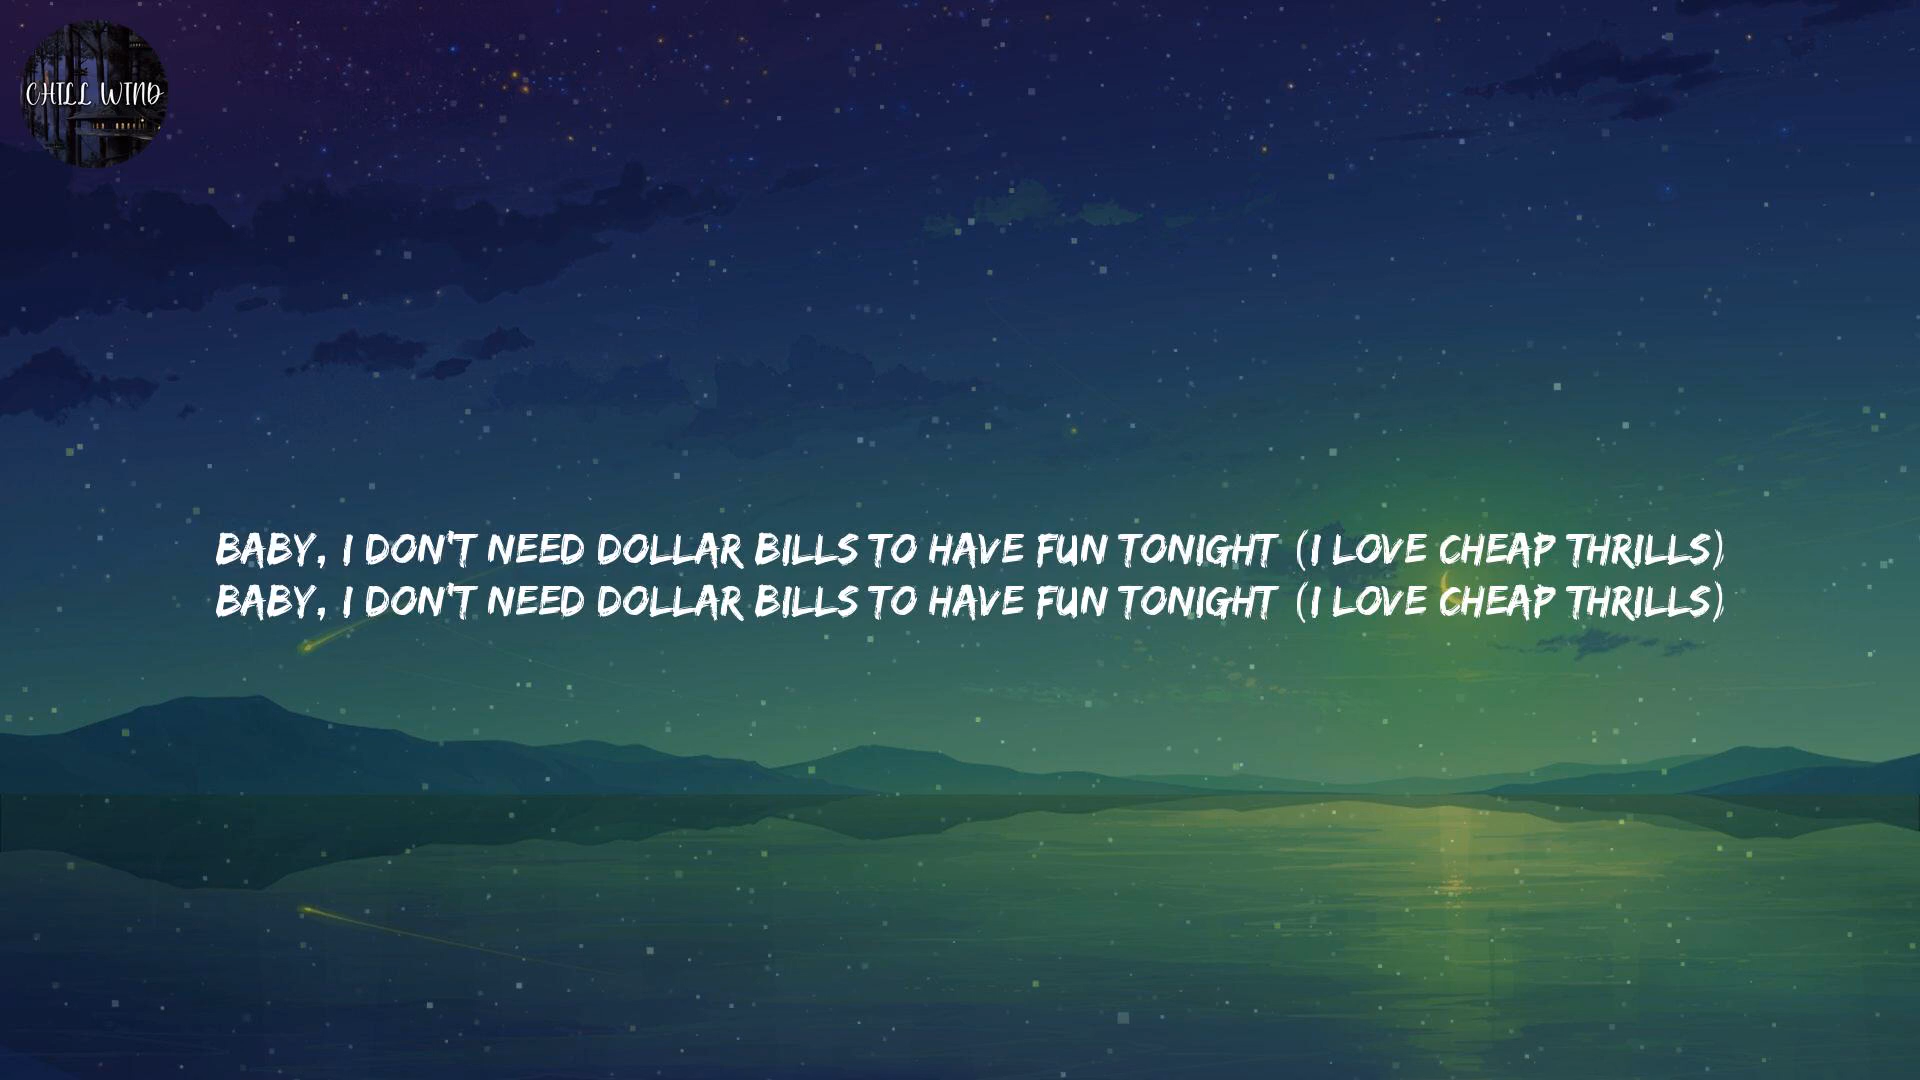 CHILL WIND
BABY, I DON'T NEED DOLLAR BILLS TO HAVE FUN TONIGHT (I LOVE CHEAP THRILLS)
BABY, I DON'T NEED DOLLAR BILLS TO HAVE FUN TONIGHT (I LOVE CHEAP THRILLS)